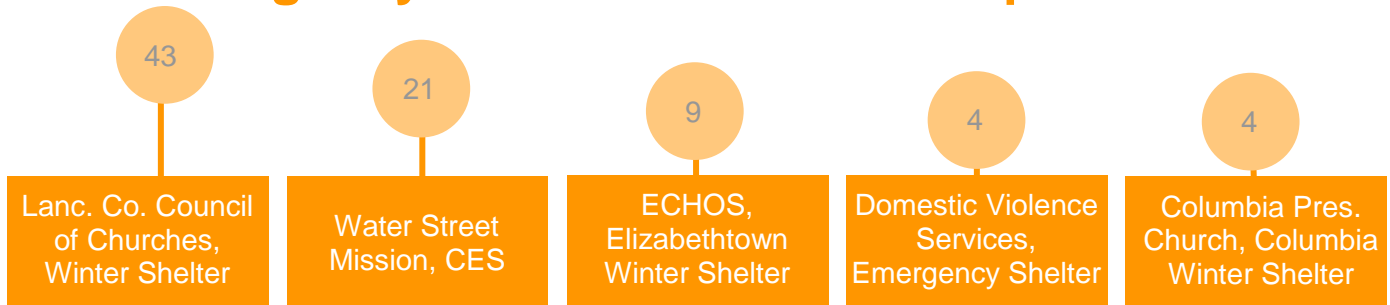 43
21
9
4
4
Lanc. Co. Council
of Churches,
Winter Shelter
Water Street
Mission, CES
ECHOS,
Elizabethtown
Winter Shelter
Domestic Violence
Services,
Emergency Shelter
Columbia Pres.
Church, Columbia
Winter Shelter